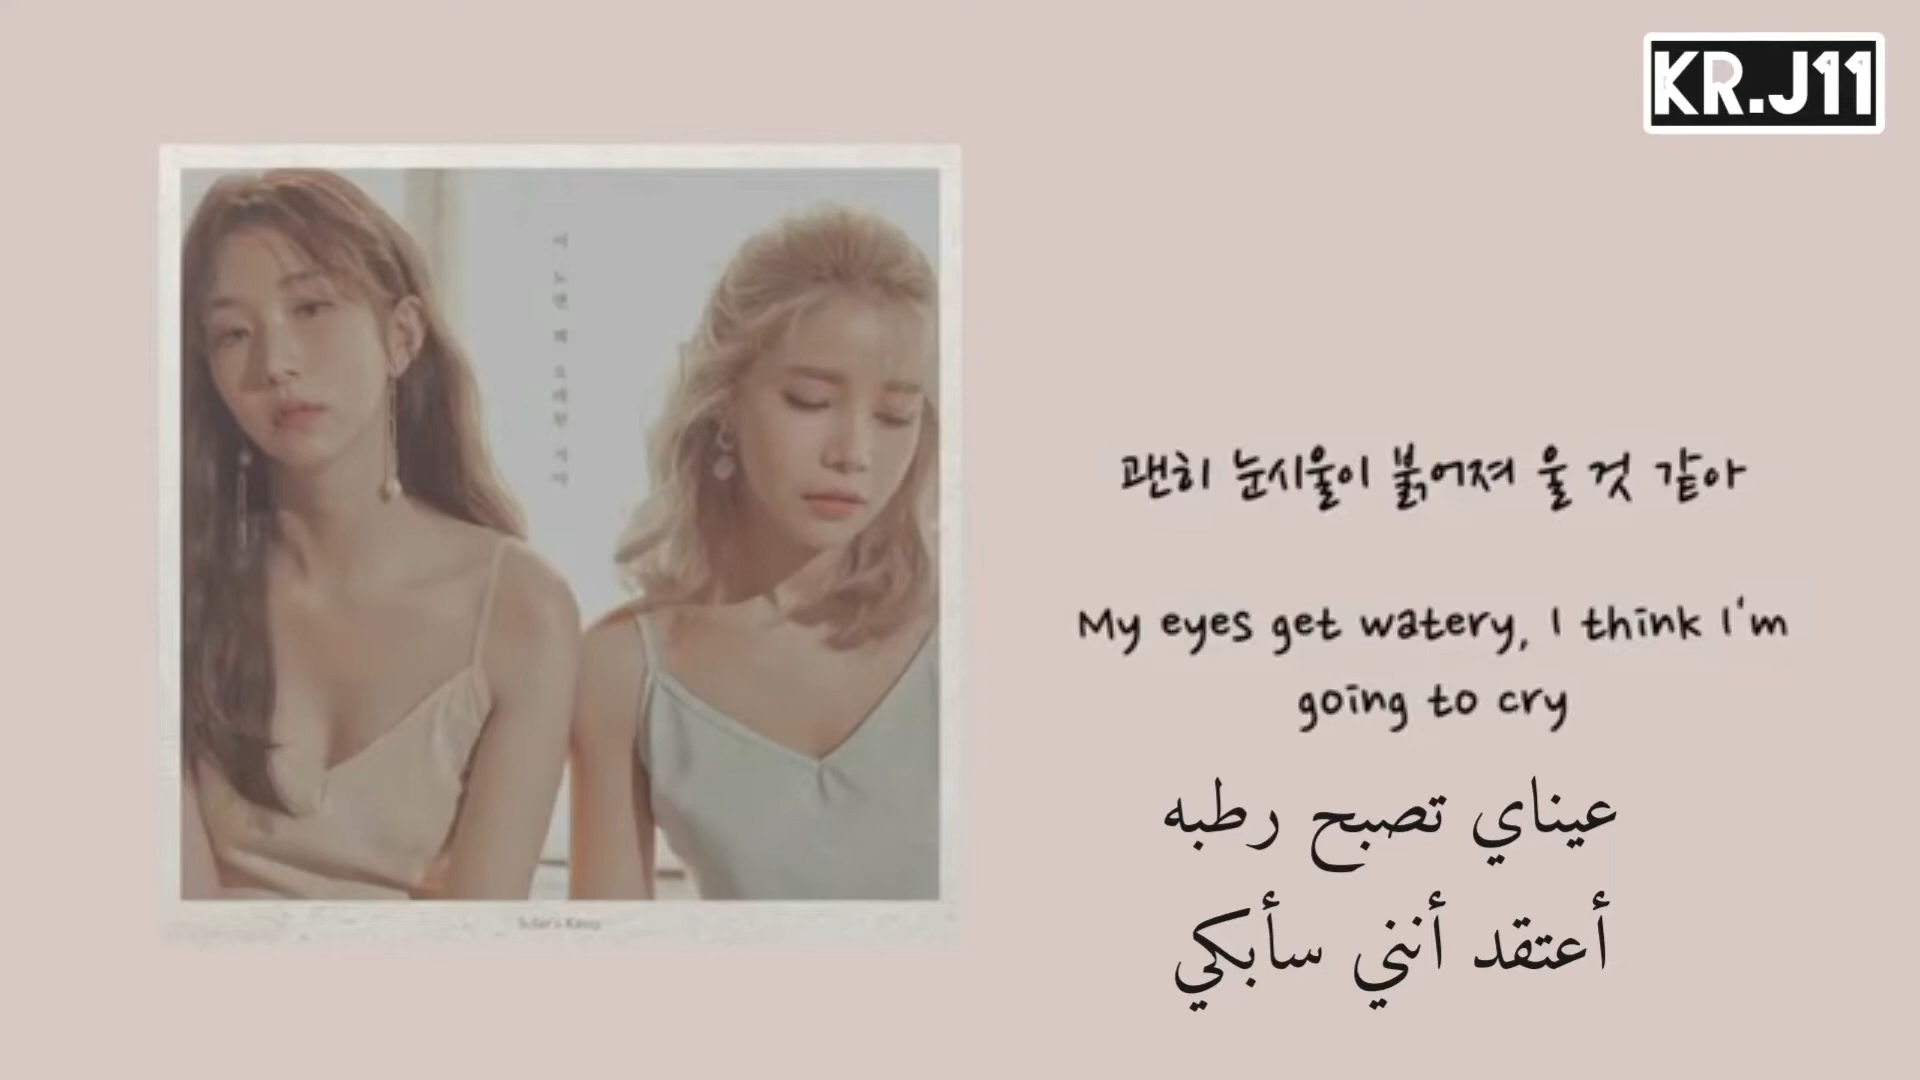 KR.J11
괜히 눈시울이 붉어져 울 것 같아
My eyes get watery, I think I'm
going to cry
عيناي تصبح رطبه
أعتقد أنني سأبكي